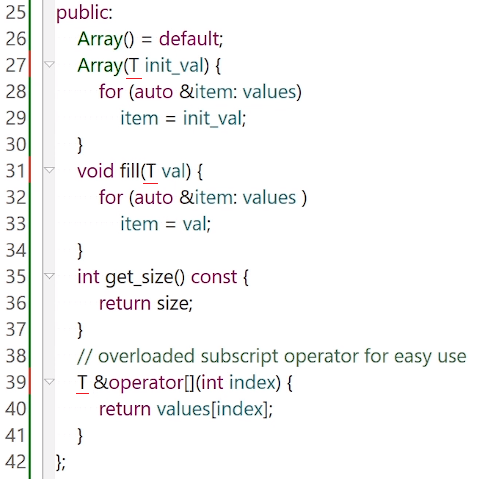 25 public:
26 Array() = default;
27 Array(T init_val) {
28 for (auto &item: values)
29 item = init_val;
30 }
31 void fill(T val) {
32 for (auto &item: values )
33 item = val;
34 }
35 int get_size() const {
36 return size;
37 }
38 // overloaded subscript operator for easy use
39 T &operator[](int index) {
40 return values[index];
41 }
42 };